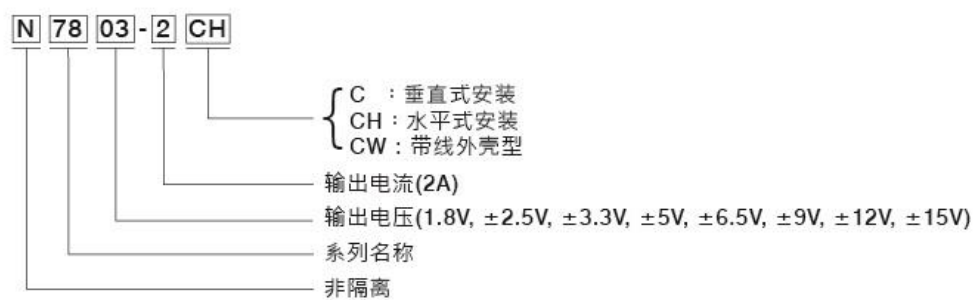 N 78 03-2 CH
C ：垂直式安装
CH：水平式安装
CW：带线外壳型
输出电流(2A)
输出电压(1.8V, ±2.5V, ±3.3V, ±5V, ±6.5V, ±9V, ±12V, ±15V)
系列名称
非隔离